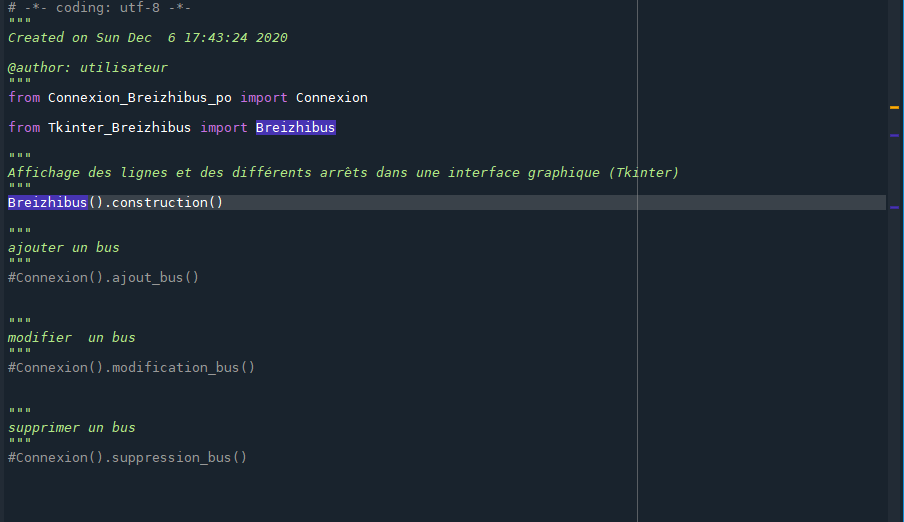 # -*- coding: utf-8 -*-
"""
Created on Sun Dec  6 17:43:24 2020
@author: utilisateur
"""
from Connexion_Breizhibus_po import Connexion
from Tkinter_Breizhibus import Breizhibus
"""
Affichage des lignes et des différents arrêts dans une interface graphique (Tkinter)
"""
Breizhibus().construction()
"""
ajouter un bus
"""
#Connexion().ajout_bus()
"""
modifier  un bus
"""
#Connexion().modification_bus()
"""
supprimer un bus
"""
#Connexion().suppression_bus()